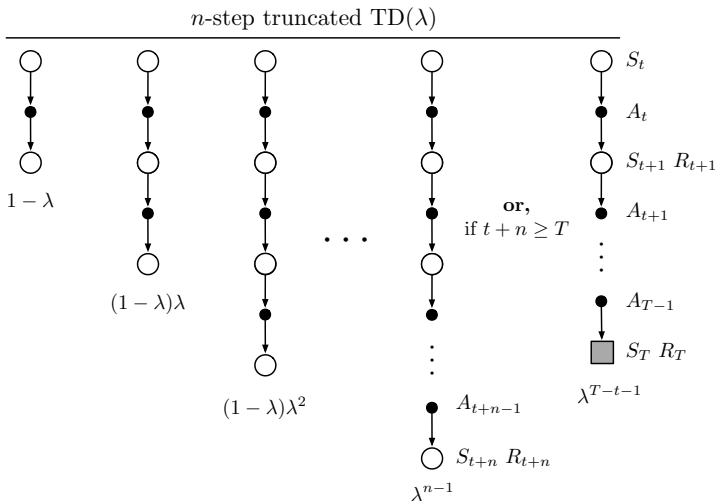 n-step truncated TD(λ)
S_t
A_t
S_{t+1} R_{t+1}
1 − λ
or,
if t + n ≥ T
A_{t+1}
(1 − λ)λ
A_{T−1}
S_T R_T
(1 − λ)λ^2
λ^{T−t−1}
A_{t+n−1}
S_{t+n} R_{t+n}
λ^{n−1}